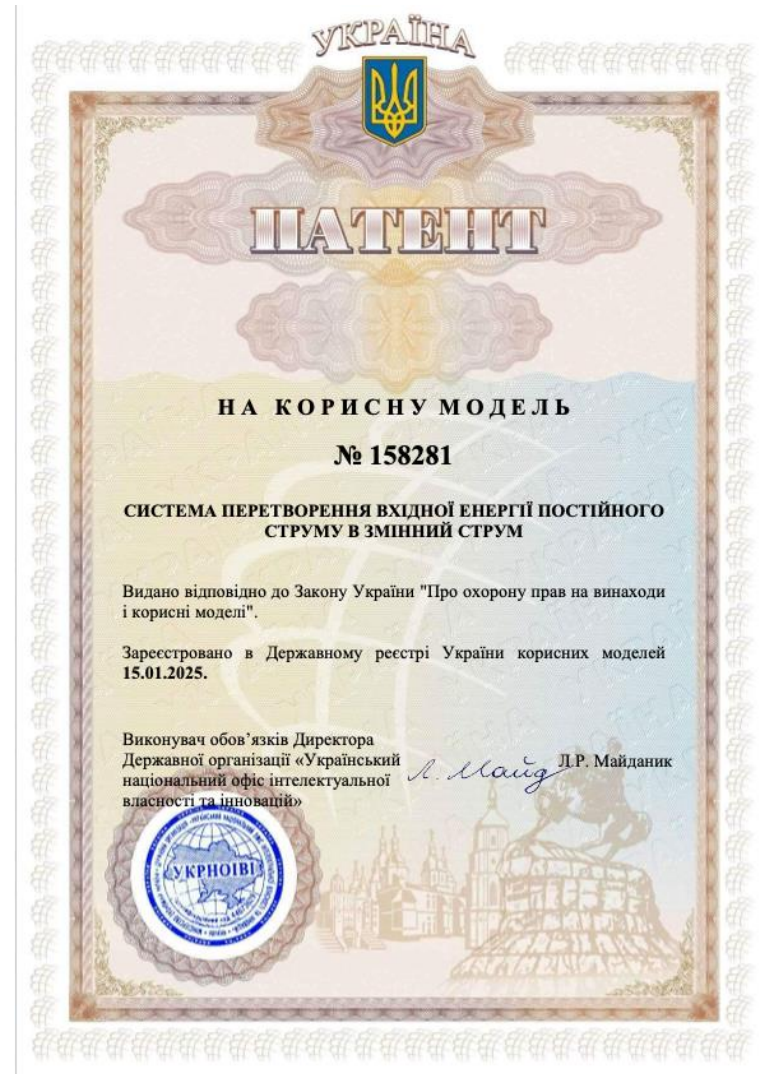 УКРАЇНА
ПАТЕНТ
НА КОРИСНУ МОДЕЛЬ
№ 158281
СИСТЕМА ПЕРЕТВОРЕННЯ ВХІДНОЇ ЕНЕРГІЇ ПОСТІЙНОГО
СТРУМУ В ЗМІННИЙ СТРУМ
Видано відповідно до Закону України "Про охорону прав на винаходи
і корисні моделі".
Зареєстровано в Державному реєстрі України корисних моделей
15.01.2025.
Виконувач обов’язків Директора
Державної організації «Український
національний офіс інтелектуальної
власності та інновацій»
Л. Майд
Л.Р. Майданик
УКРНОІВІ